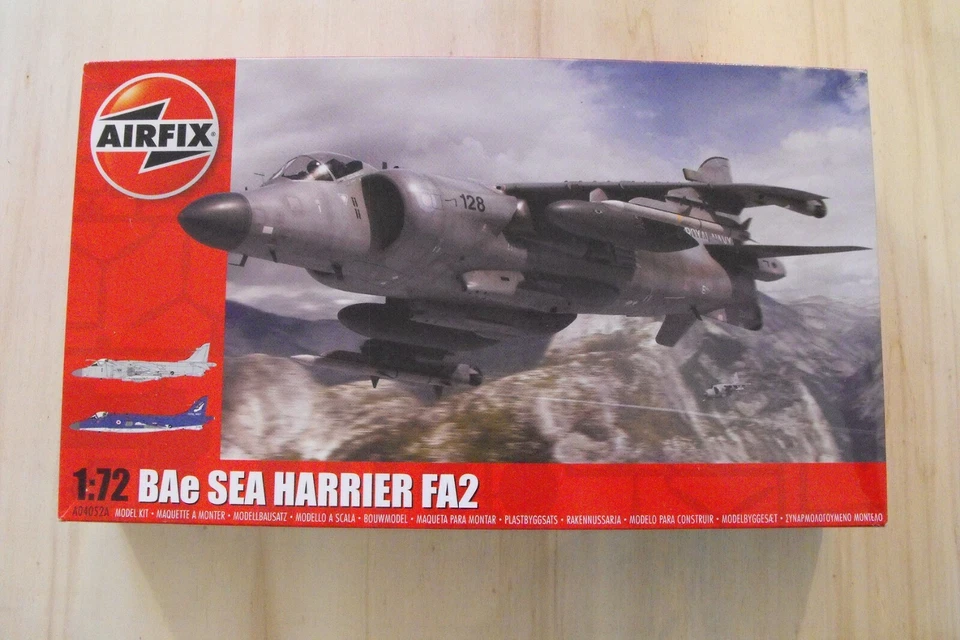 AIRFIX
128
ROYAL NAVY
1:72 BAe SEA HARRIER FA2
A04052A MODEL KIT • MAQUETTE A MONTER • MODELLBAUSATZ • MODELLO A SCALA • BOUWMODEL • MAQUETA PARA MONTAR • PLASTBYGGSATS • RAKENNUSSARJA • MODELO PARA CONSTRUIR • MODELBYGGESÆT • ΣΥΝΑΡΜΟΛΟΓΟΥΜΕΝΟ ΜΟΝΤΕΛΟ